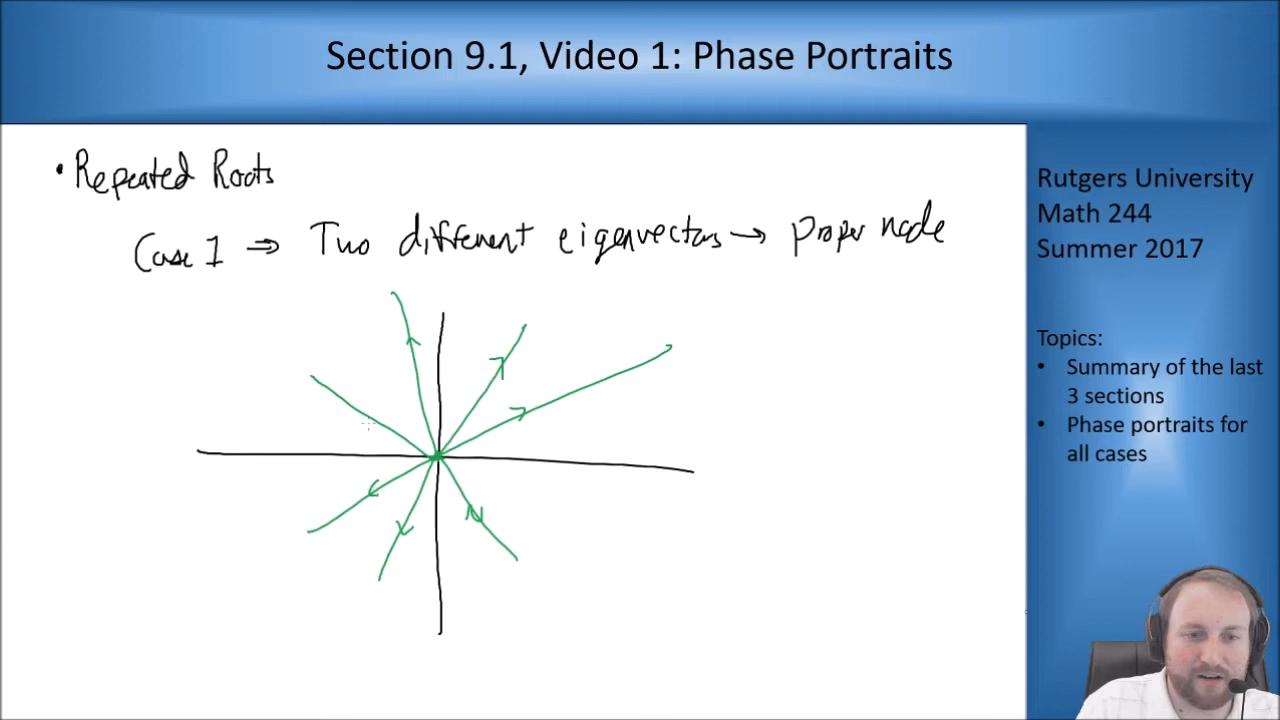 Section 9.1, Video 1: Phase Portraits
• Repeated Roots
Case 1 ⇒ Two different eigenvectors → proper node
Rutgers University
Math 244
Summer 2017
Topics:
• Summary of the last
3 sections
• Phase portraits for
all cases